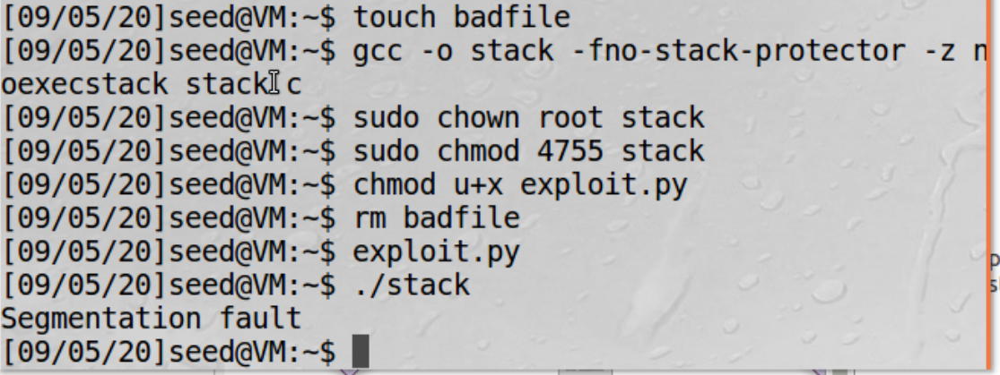 [09/05/20]seed@VM:~$ touch badfile
[09/05/20]seed@VM:~$ gcc -o stack -fno-stack-protector -z n
oexecstack stack.c
[09/05/20]seed@VM:~$ sudo chown root stack
[09/05/20]seed@VM:~$ sudo chmod 4755 stack
[09/05/20]seed@VM:~$ chmod u+x exploit.py
[09/05/20]seed@VM:~$ rm badfile
[09/05/20]seed@VM:~$ exploit.py
[09/05/20]seed@VM:~$ ./stack
Segmentation fault
[09/05/20]seed@VM:~$